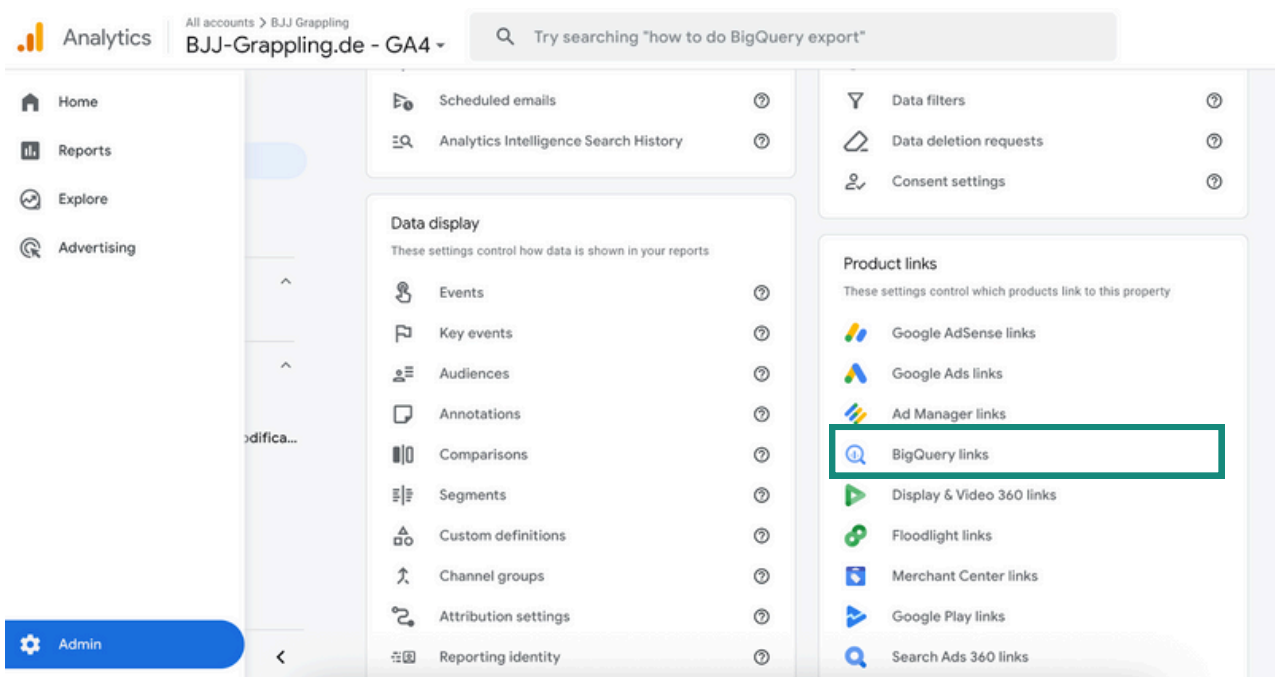 Analytics
All accounts > BJJ Grappling
BJJ-Grappling.de - GA4
Try searching "how to do BigQuery export"
Home
Reports
Explore
Advertising
odifica...
Admin
Scheduled emails
Analytics Intelligence Search History
Data display
These settings control how data is shown in your reports
Events
Key events
Audiences
Annotations
Comparisons
Segments
Custom definitions
Channel groups
Attribution settings
Reporting identity
Data filters
Data deletion requests
Consent settings
Product links
These settings control which products link to this property
Google AdSense links
Google Ads links
Ad Manager links
BigQuery links
Display & Video 360 links
Floodlight links
Merchant Center links
Google Play links
Search Ads 360 links